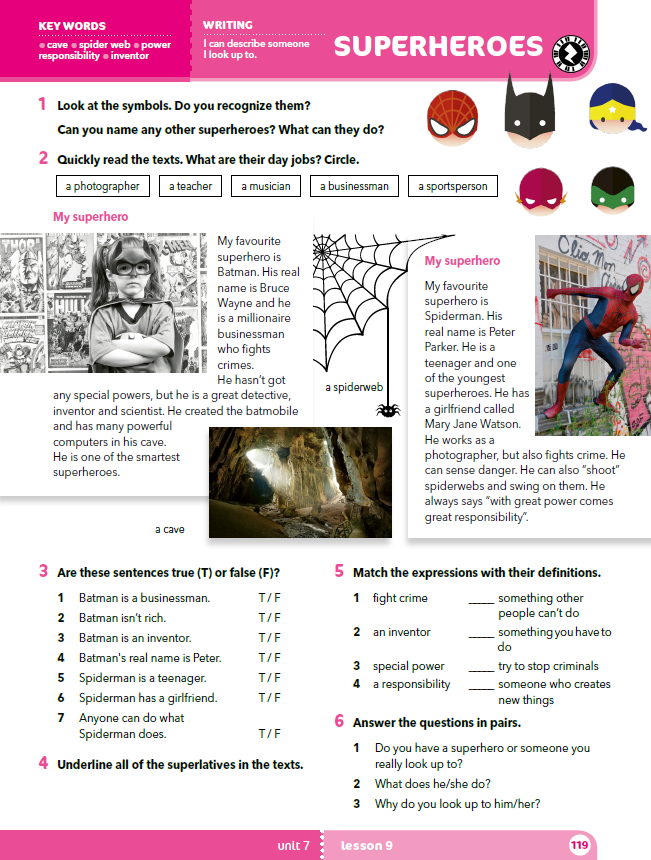 KEY WORDS
• cave • spider web • power
responsibility • inventor
WRITING
I can describe someone
I look up to.
SUPERHEROES
1 Look at the symbols. Do you recognize them?
Can you name any other superheroes? What can they do?
2 Quickly read the texts. What are their day jobs? Circle.
a photographer
a teacher
a musician
a businessman
a sportsperson
My superhero
My favourite
superhero is
Batman. His real
name is Bruce
Wayne and he
is a millionaire
businessman
who fights
crimes.
He hasn't got
any special powers, but he is a great detective,
inventor and scientist. He created the batmobile
and has many powerful
computers in his cave.
He is one of the smartest
superheroes.
THOR
HULK
a spiderweb
a cave
My superhero
My favourite
superhero is
Spiderman. His
real name is Peter
Parker. He is a
teenager and one
of the youngest
superheroes. He has
a girlfriend called
Mary Jane Watson.
He works as a
photographer, but also fights crime. He
can sense danger. He can also "shoot"
spiderwebs and swing on them. He
always says "with great power comes
great responsibility".
3 Are these sentences true (T) or false (F)?
1 Batman is a businessman. T / F
2 Batman isn't rich. T / F
3 Batman is an inventor. T / F
4 Batman's real name is Peter. T / F
5 Spiderman is a teenager. T / F
6 Spiderman has a girlfriend. T / F
7 Anyone can do what
Spiderman does. T / F
4 Underline all of the superlatives in the texts.
5 Match the expressions with their definitions.
1 fight crime _____ something other
people can't do
2 an inventor _____ something you have to
do
3 special power _____ try to stop criminals
4 a responsibility _____ someone who creates
new things
6 Answer the questions in pairs.
1 Do you have a superhero or someone you
really look up to?
2 What does he/she do?
3 Why do you look up to him/her?
unit 7 lesson 9 119